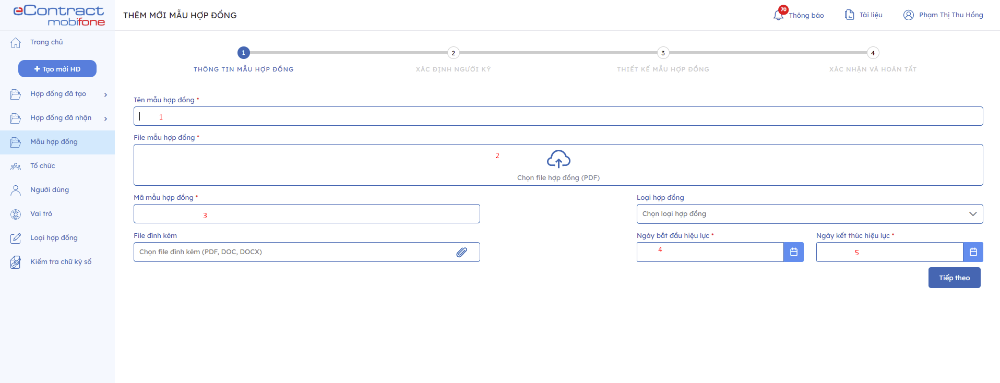 eContract
mobifone
THÊM MỚI MẪU HỢP ĐỒNG
70
Thông báo
Tài liệu
Phạm Thị Thu Hồng
Trang chủ
Tạo mới HĐ
Hợp đồng đã tạo
Hợp đồng đã nhận
Mẫu hợp đồng
Tổ chức
Người dùng
Vai trò
Loại hợp đồng
Kiểm tra chữ ký số
1
2
3
4
THÔNG TIN MẪU HỢP ĐỒNG
XÁC ĐỊNH NGƯỜI KÝ
THIẾT KẾ MẪU HỢP ĐỒNG
XÁC NHẬN VÀ HOÀN TẤT
Tên mẫu hợp đồng *
1
File mẫu hợp đồng *
2
Chọn file hợp đồng (PDF)
Mã mẫu hợp đồng *
3
Loại hợp đồng
Chọn loại hợp đồng
File đính kèm
Chọn file đính kèm (PDF, DOC, DOCX)
Ngày bắt đầu hiệu lực *
4
Ngày kết thúc hiệu lực *
5
Tiếp theo